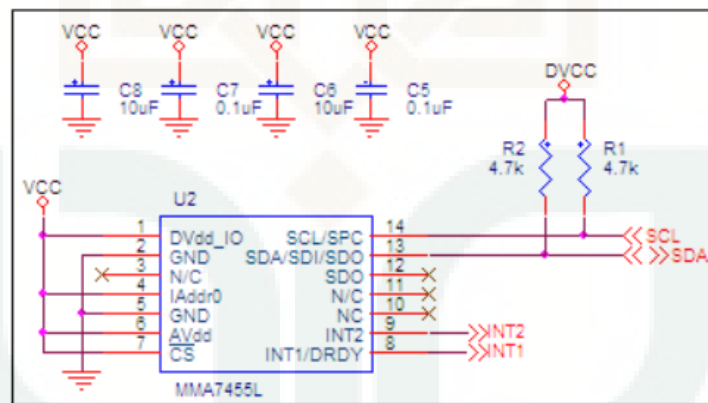 VCC VCC VCC VCC
C8 C7 C6 C5
10uF 0.1uF 10uF 0.1uF
DVCC
R2 R1
4.7k 4.7k
VCC
U2
1 DVdd_IO SCL/SPC 14 SCL
2 GND SDA/SDI/SDO 13 SDA
3 N/C SDO 12
4 IAddr0 N/C 11
5 GND NC 10
6 AVdd INT2 9 INT2
7 CS INT1/DRDY 8 INT1
MMA7455L